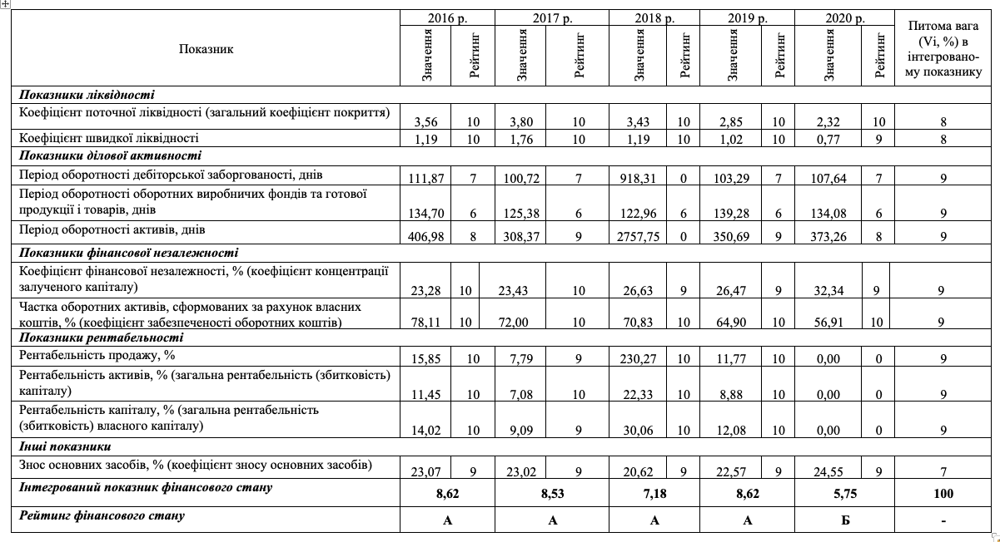 2016 р. 2017 р. 2018 р. 2019 р. 2020 р.
Показник Значення Рейтинг Значення Рейтинг Значення Рейтинг Значення Рейтинг Значення Рейтинг
Питома вага
(Vi, %) в
інтегровано-
му показнику
Показники ліквідності
Коефіцієнт поточної ліквідності (загальний коефіцієнт покриття)
3,56 10 3,80 10 3,43 10 2,85 10 2,32 10 8
Коефіцієнт швидкої ліквідності 1,19 10 1,76 10 1,19 10 1,02 10 0,77 9 8
Показники ділової активності
Період оборотності дебіторської заборгованості, днів
111,87 7 100,72 7 918,31 0 103,29 7 107,64 7 9
Період оборотності оборотних виробничих фондів та готової
продукції і товарів, днів
134,70 6 125,38 6 122,96 6 139,28 6 134,08 6 9
Період оборотності активів, днів
406,98 8 308,37 9 2757,75 0 350,69 9 373,26 8 9
Показники фінансової незалежності
Коефіцієнт фінансової незалежності, % (коефіцієнт концентрації
залученого капіталу)
23,28 10 23,43 10 26,63 9 26,47 9 32,34 9 9
Частка оборотних активів, сформованих за рахунок власних
коштів, % (коефіцієнт забезпеченості оборотних коштів)
78,11 10 72,00 10 70,83 10 64,90 10 56,91 10 9
Показники рентабельності
Рентабельність продажу, %
15,85 10 7,79 9 230,27 10 11,77 10 0,00 0 9
Рентабельність активів, % (загальна рентабельність (збитковість)
капіталу)
11,45 10 7,08 10 22,33 10 8,88 10 0,00 0 9
Рентабельність капіталу, % (загальна рентабельність
(збитковість) власного капіталу)
14,02 10 9,09 9 30,06 10 12,08 10 0,00 0 9
Інші показники
Знос основних засобів, % (коефіцієнт зносу основних засобів)
23,07 9 23,02 9 20,62 9 22,57 9 24,55 9 7
Інтегрований показник фінансового стану
8,62 8,53 7,18 8,62 5,75 100
Рейтинг фінансового стану
А А А А Б -